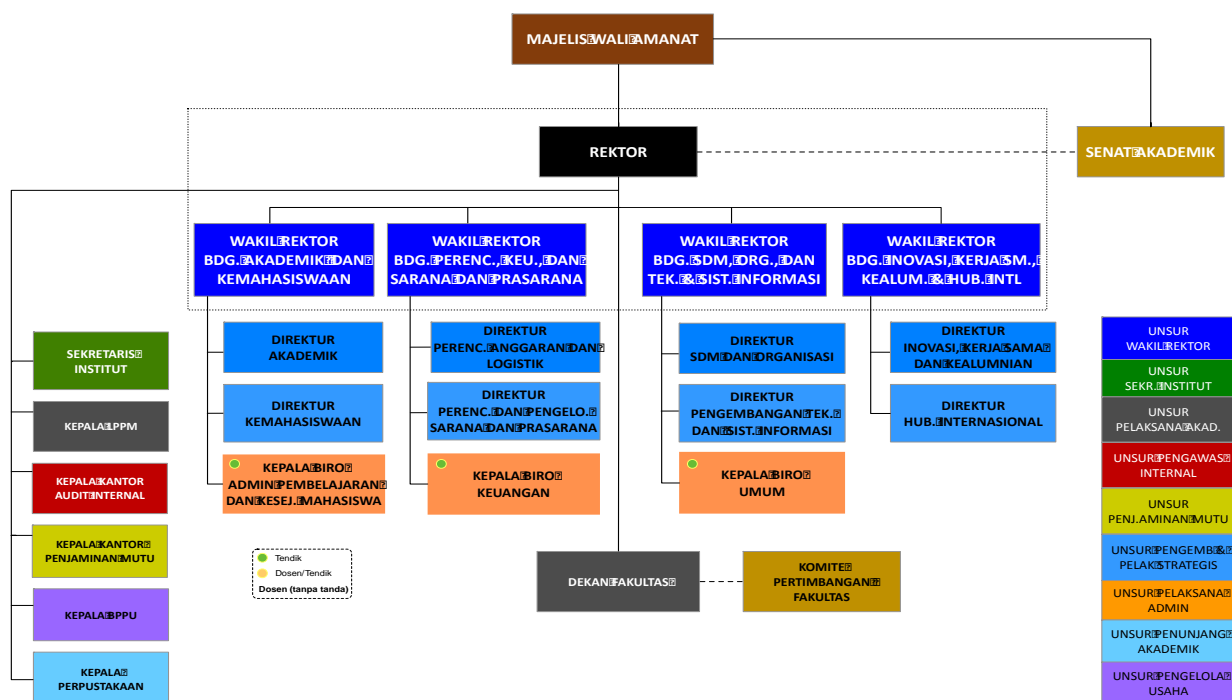 MAJELIS WALI AMANAT
REKTOR
SENAT AKADEMIK
WAKIL REKTOR
BDG. AKADEMIK DAN
KEMAHASISWAAN
WAKIL REKTOR
BDG. PERENC., KEU., DAN
SARANA DAN PRASARANA
WAKIL REKTOR
BDG. SDM, ORG., DAN
TEK. & SIST. INFORMASI
WAKIL REKTOR
BDG. INOVASI, KERJA SM.,
KEALUM. & HUB. INTL
DIREKTUR
AKADEMIK
DIREKTUR
KEMAHASISWAAN
KEPALA BIRO
ADMIN PEMBELAJARAN
DAN KESEJ. MAHASISWA
DIREKTUR
PERENC. ANGGARAN DAN
LOGISTIK
DIREKTUR
PERENC. DAN PENGELO.
SARANA DAN PRASARANA
KEPALA BIRO
KEUANGAN
DIREKTUR
SDM DAN ORGANISASI
DIREKTUR
PENGEMBANGAN TEK.
DAN SIST. INFORMASI
KEPALA BIRO
UMUM
DIREKTUR
INOVASI, KERJA SAMA
DAN KEALUMNIAN
DIREKTUR
HUB. INTERNASIONAL
SEKRETARIS
INSTITUT
KEPALA LPPM
KEPALA KANTOR
AUDIT INTERNAL
KEPALA KANTOR
PENJAMINAN MUTU
KEPALA BPPU
KEPALA
PERPUSTAKAAN
Tendik
Dosen/Tendik
Dosen (tanpa tanda)
DEKAN FAKULTAS
KOMITE
PERTIMBANGAN
FAKULTAS
UNSUR
WAKIL REKTOR
UNSUR
SEKR. INSTITUT
UNSUR
PELAKSANA AKAD.
UNSUR PENGAWAS
INTERNAL
UNSUR
PENJ.AMINAN MUTU
UNSUR PENGEMB &
PELAK STRATEGIS
UNSUR PELAKSANA
ADMIN
UNSUR PENUNJANG
AKADEMIK
UNSUR PENGELOLA
USAHA